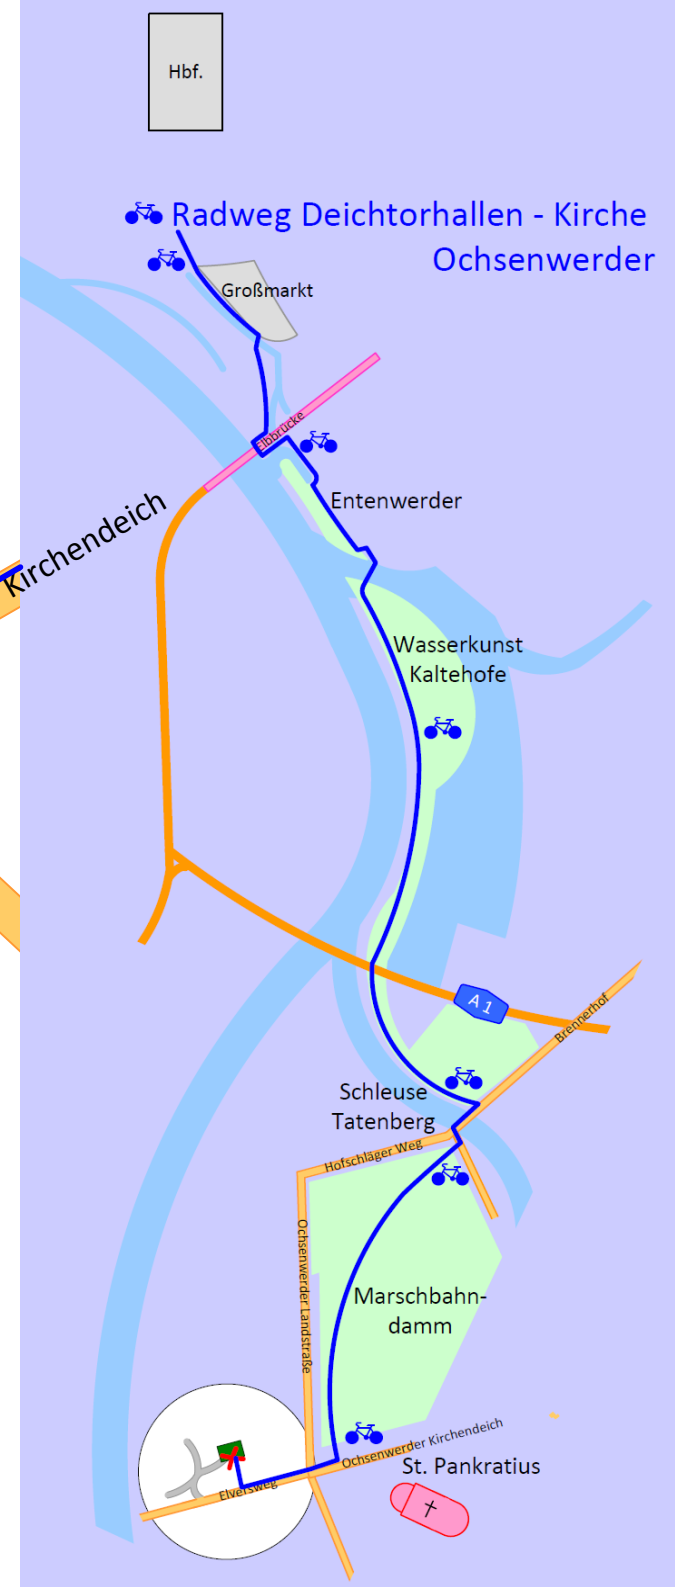 Hbf.
Radweg Deichtorhallen - Kirche
Ochsenwerder
Großmarkt
Elbbrücke
Entenwerder
Kirchendeich
Wasserkunst
Kaltehofe
A 1
Brennerhof
Schleuse
Tatenberg
Hofschläger Weg
Ochsenwerder Landstraße
Marschbahn-
damm
Ochsenwerder Kirchendeich
St. Pankratius
Elversweg